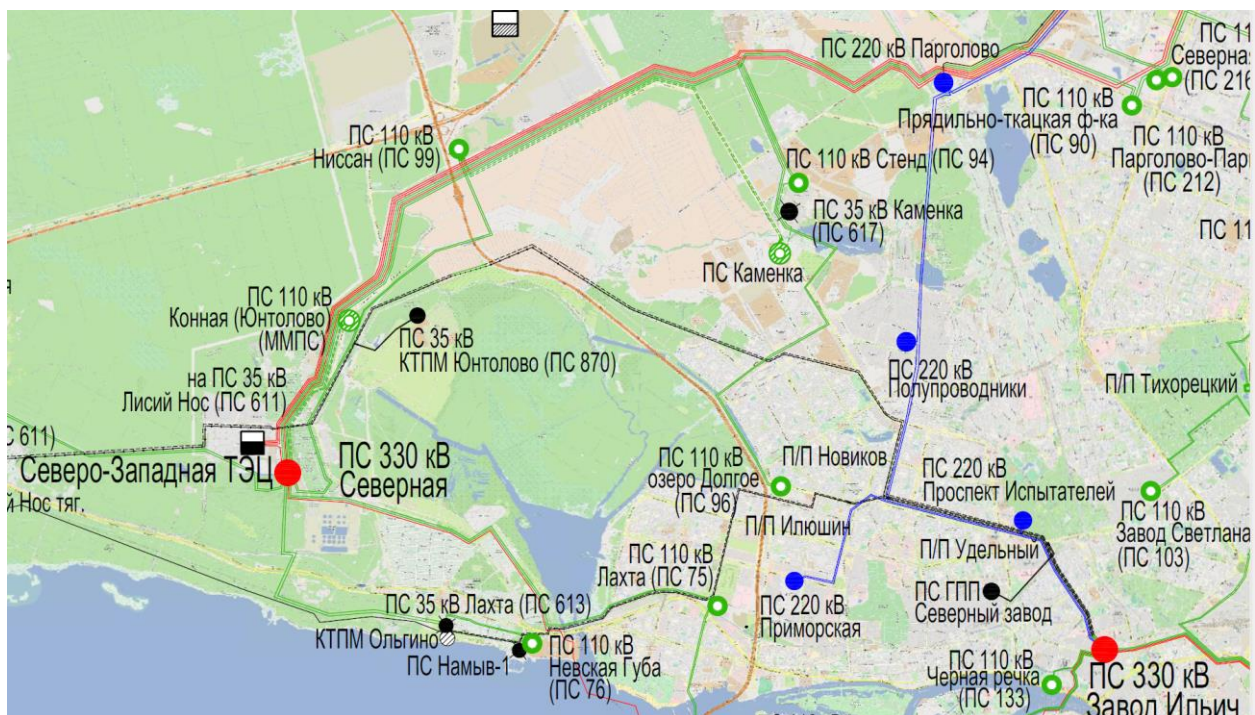 ПС 220 кВ Парголово
ПС 11
Северная
(ПС 216
ПС 110 кВ
Ниссан (ПС 99)
Прядильно-ткацкая ф-ка
ПС 110 кВ
(ПС 90)
ПС 110 кВ
Парголово-Пар
(ПС 212)
ПС 110 кВ Стенд (ПС 94)
ПС 35 кВ Каменка
(ПС 617)
ПС 11
ПС Каменка
ПС 110 кВ
Конная (Юнтолово)
(ММПС)
ПС 35 кВ
КТПМ Юнтолово (ПС 870)
ПС 220 кВ
Полупроводники
П/П Тихорецкий
на ПС 35 кВ
Лисий Нос (ПС 611)
С 611)
Северо-Западная ТЭЦ
ПС 330 кВ
Северная
й Нос тяг.
ПС 110 кВ
озеро Долгое
(ПС 96)
П/П Новиков
ПС 220 кВ
Проспект Испытателей
П/П Илюшин
П/П Удельный
ПС 110 кВ
Завод Светлана
(ПС 103)
ПС 110 кВ
Лахта (ПС 75)
ПС 220 кВ
Приморская
ПС ГПП
Северный завод
ПС 35 кВ Лахта (ПС 613)
КТПМ Ольгино
ПС Намыв-1
ПС 110 кВ
Невская Губа
(ПС 76)
ПС 110 кВ
Черная речка
(ПС 133)
ПС 330 кВ
Завод Ильич